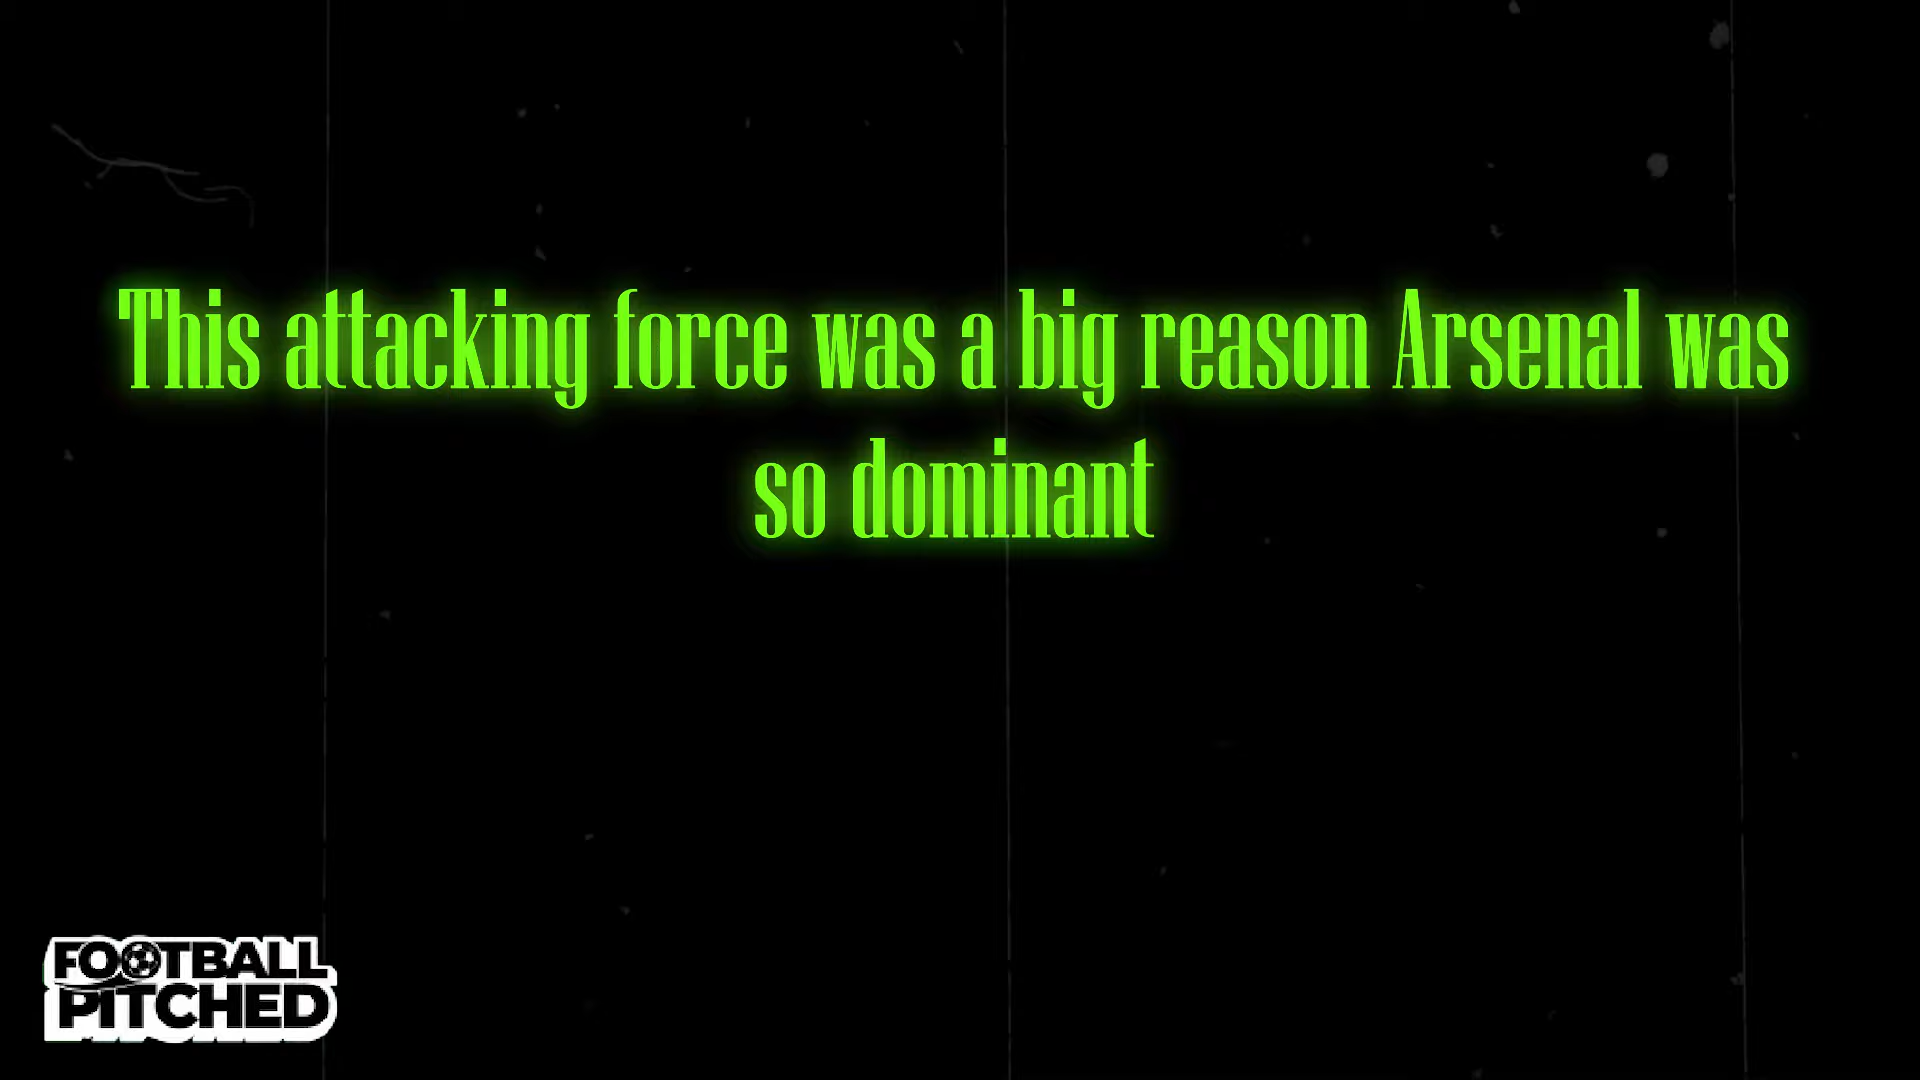 This attacking force was a big reason Arsenal was
so dominant
FOOTBALL
PITCHED